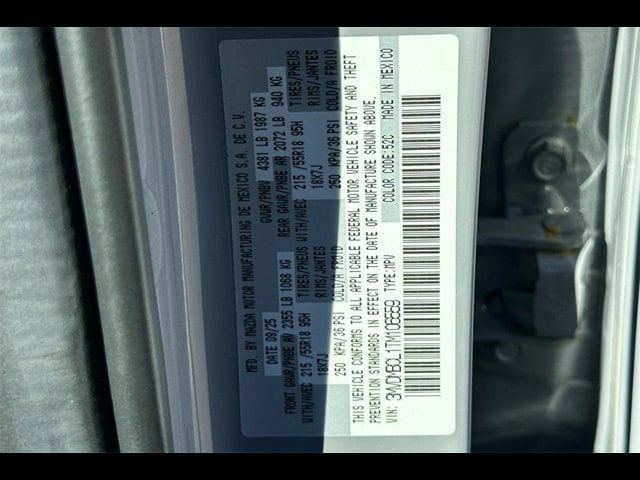 MFD. BY MAZDA MOTOR MANUFACTURING DE MEXICO S.A. DE C.V.
DATE 09/25 GVWR/PNBV 4381 LB 1987 KG
FRONT GAWR/PNBE AV 2355 LB 1068 KG REAR GAWR/PNBE AR 2072 LB 940 KG
WITH/AVEC 215 /55R18 95H TIRES/PNEUS WITH/AVEC 215 /55R18 95H TIRES/PNEUS
18X7J RIMS/JANTES 18X7J RIMS/JANTES
250 KPA/36 PSI COLD/A FROID 250 KPA/36 PSI COLD/A FROID
THIS VEHICLE CONFORMS TO ALL APPLICABLE FEDERAL MOTOR VEHICLE SAFETY AND THEFT
PREVENTION STANDARDS IN EFFECT ON THE DATE OF MANUFACTURE SHOWN ABOVE.
VIN: TYPE:MPV COLOR CODE:52C MADE IN MEXICO